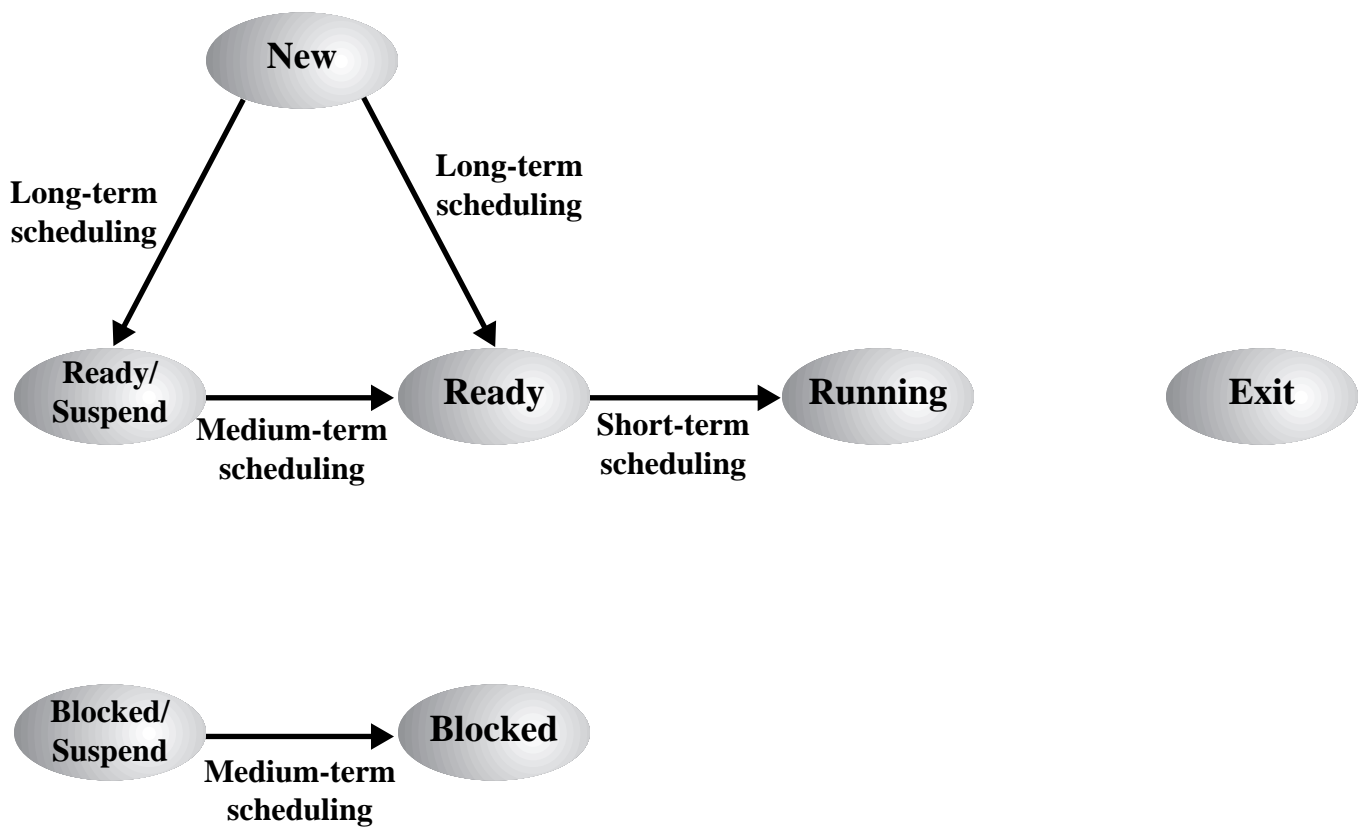 New
Long-term
scheduling
Long-term
scheduling
Ready/
Suspend
Medium-term
scheduling
Ready
Short-term
scheduling
Running
Exit
Blocked/
Suspend
Medium-term
scheduling
Blocked